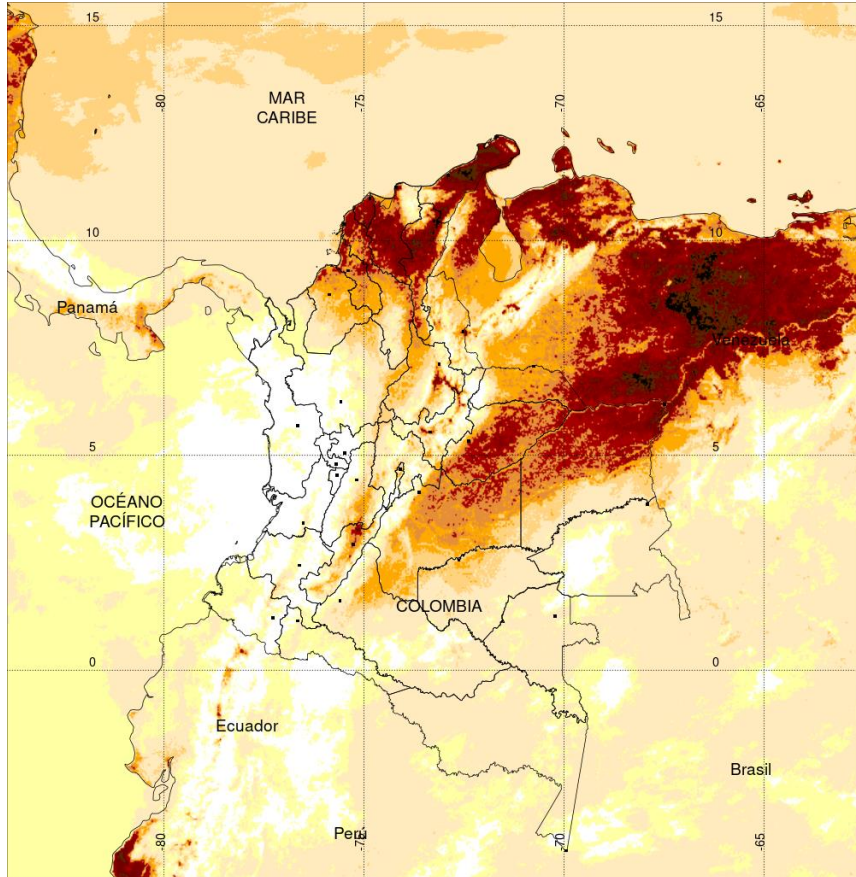 15
15
-80
-75
-70
-65
MAR
CARIBE
10
10
Panamá
Venezuela
5
5
OCÉANO
PACÍFICO
COLOMBIA
0
0
Ecuador
Brasil
Perú
-80
-75
-70
-65